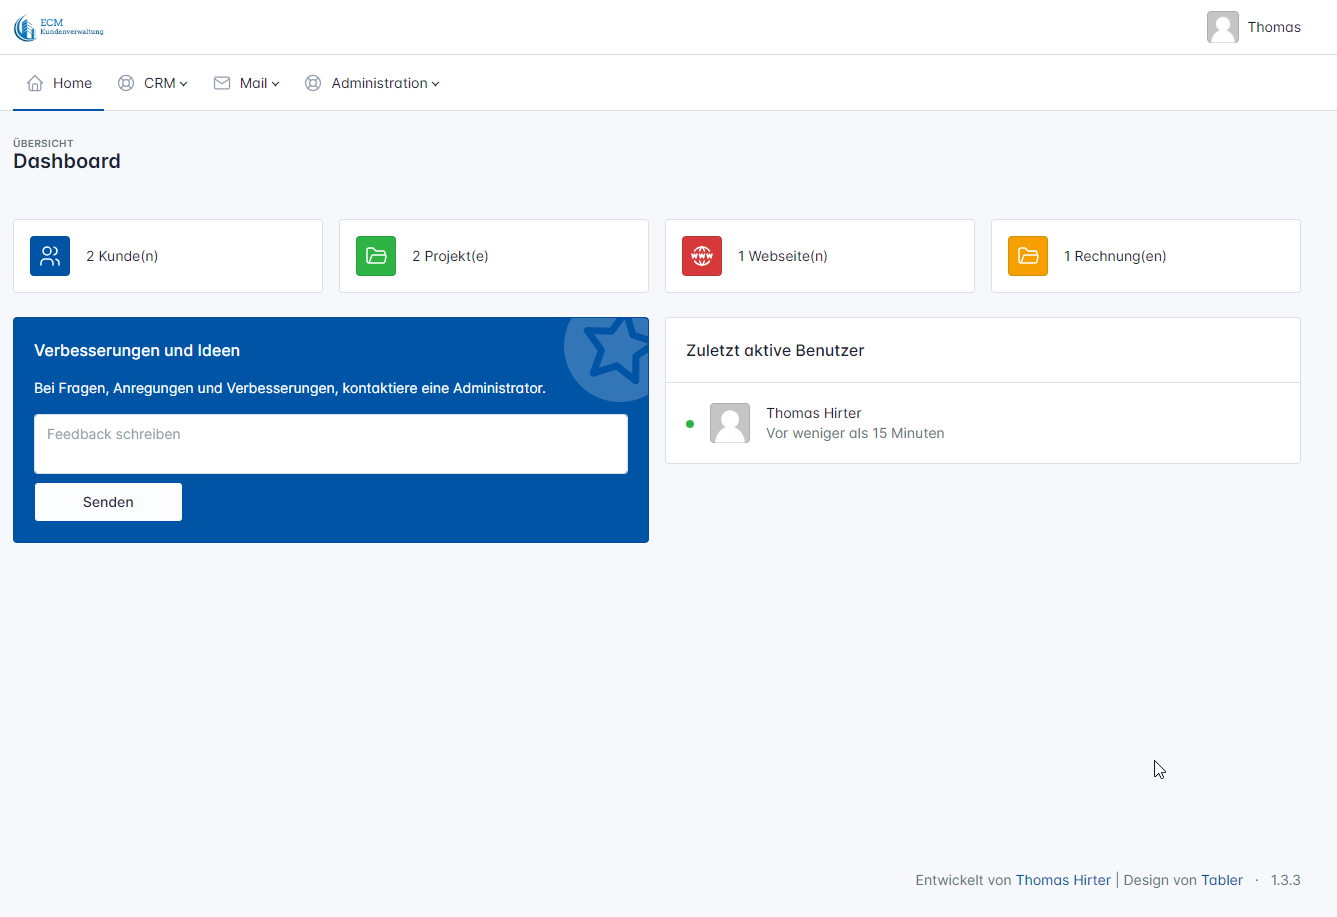 ECM
Kundenverwaltung
Thomas
Home
CRM
Mail
Administration
ÜBERSICHT
Dashboard
2 Kunde(n)
2 Projekt(e)
WWW
1 Webseite(n)
1 Rechnung(en)
Verbesserungen und Ideen
Bei Fragen, Anregungen und Verbesserungen, kontaktiere eine Administrator.
Feedback schreiben
Senden
Zuletzt aktive Benutzer
Thomas Hirter
Vor weniger als 15 Minuten
Entwickelt von Thomas Hirter | Design von Tabler · 1.3.3